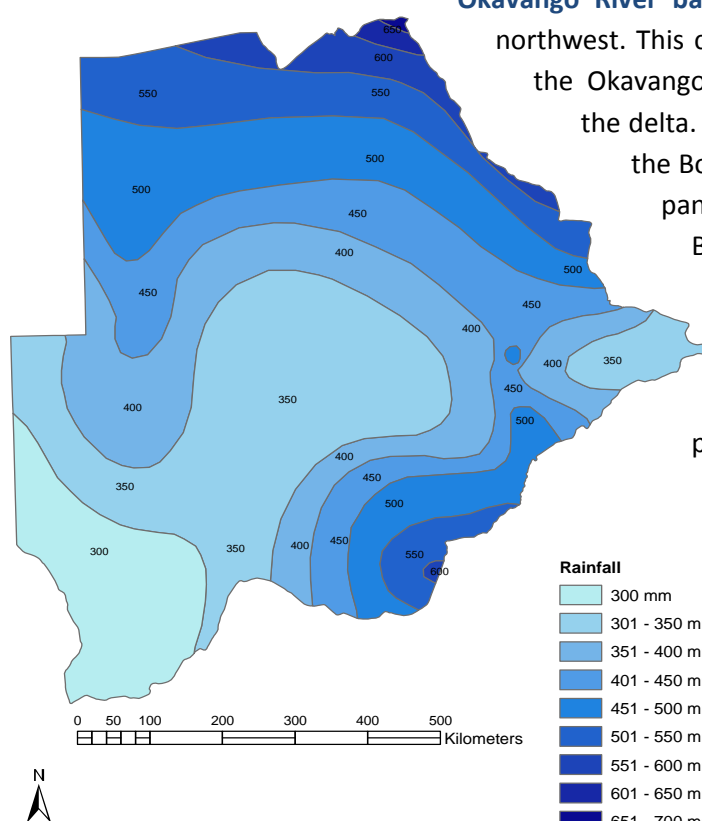 Okavango River ba
northwest. This c
the Okavango
the delta.
the Bo
pan
B
p
650
600
550
550
500
500
450
400
500
450
450
400
400
350
350
450
400
500
400
450
350
500
300
350
400
450
550
600
Rainfall
300 mm
301 - 350 m
351 - 400 m
401 - 450 m
451 - 500 m
501 - 550 m
551 - 600 m
601 - 650 m
651 - 700 m
0 50 100 200 300 400 500
Kilometers
N